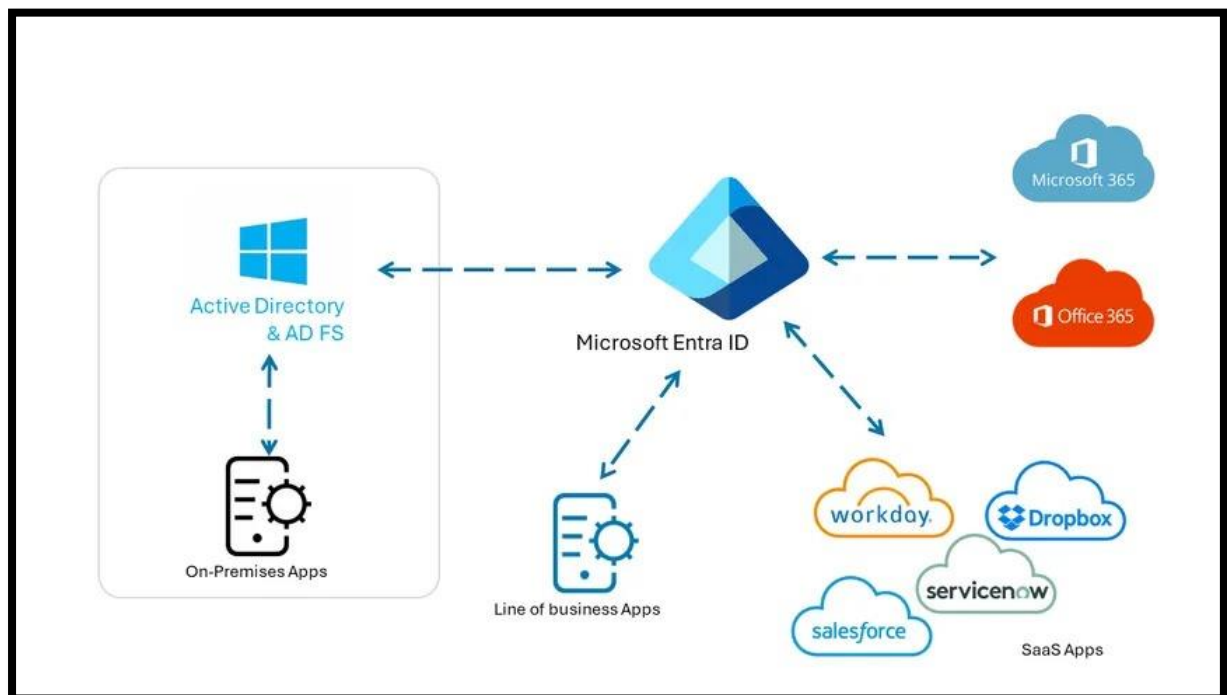 Microsoft 365
Active Directory
& AD FS
Office 365
Microsoft Entra ID
workday.
Dropbox
servicenow
On-Premises Apps
Line of business Apps
salesforce
SaaS Apps